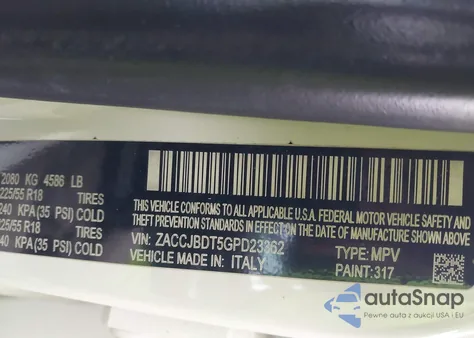 2080 KG 4586 LB
225/55 R18 TIRES
240 KPA(35 PSI) COLD
225/55 R18 TIRES
240 KPA(35 PSI) COLD
THIS VEHICLE CONFORMS TO ALL APPLICABLE U.S.A. FEDERAL MOTOR VEHICLE SAFETY AND THEFT
PREVENTION STANDARDS IN EFFECT ON THE DATE OF MANUFACTURE SHOWN ABOVE.
VIN: ZACCJBDT5GPD23362 TYPE: MPV
VEHICLE MADE IN: ITALY PAINT: 317
autoSnap
Pewne auta z aukcji USA i EU